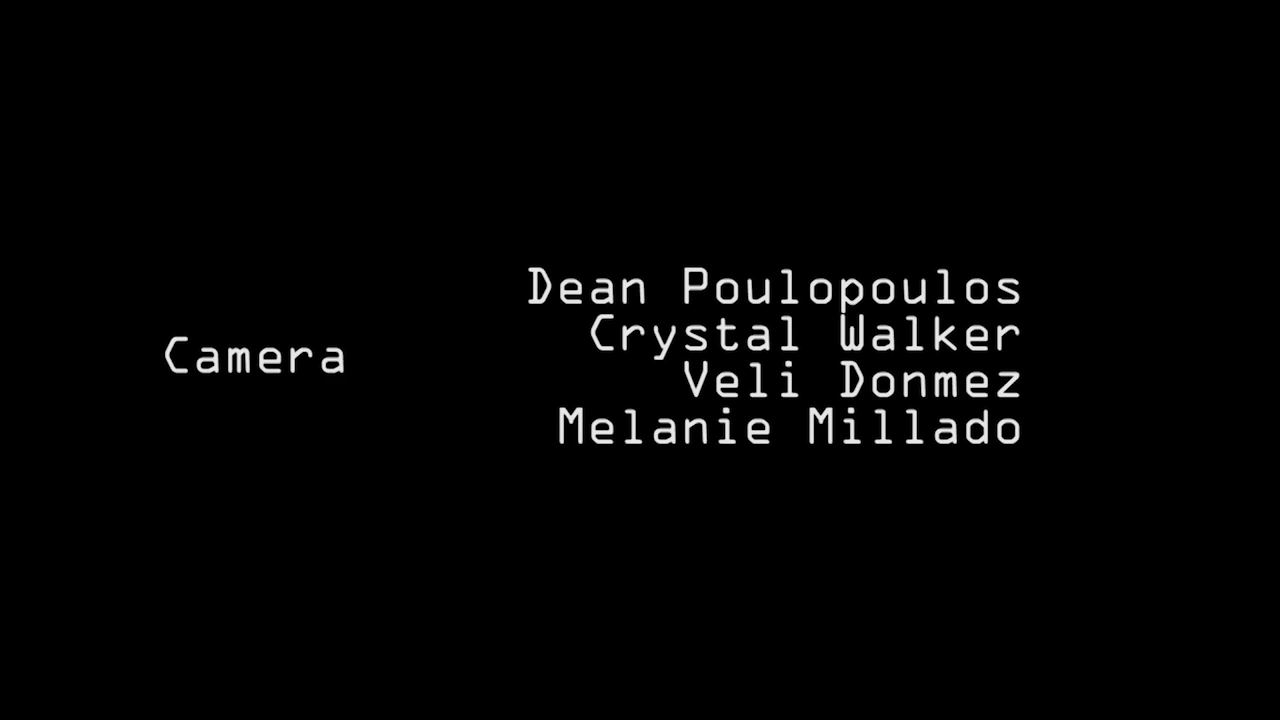 Camera
Dean Poulopoulos
Crystal Walker
Veli Donmez
Melanie Millado